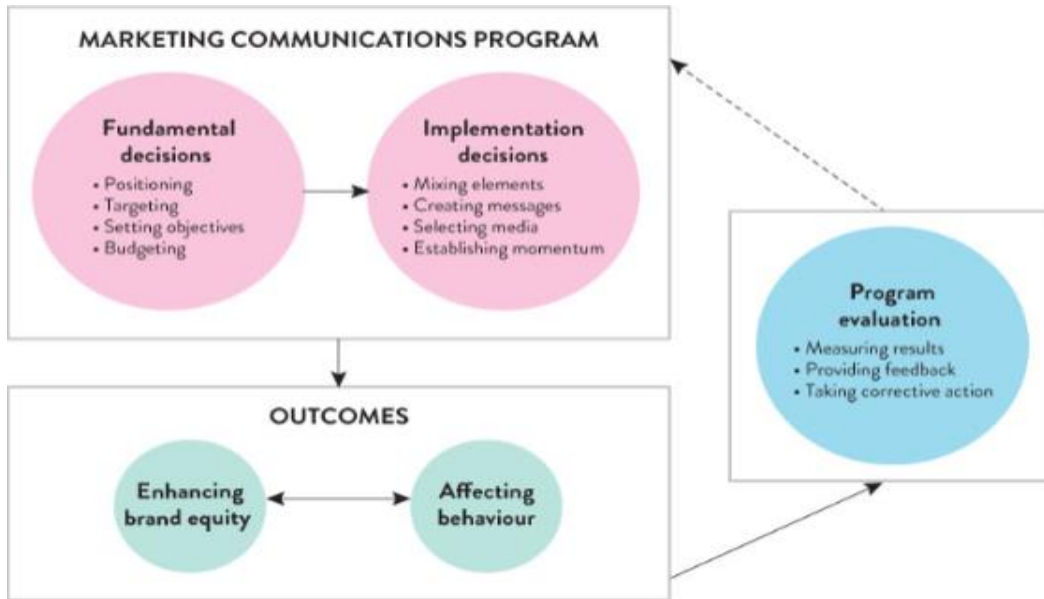 MARKETING COMMUNICATIONS PROGRAM
Fundamental
decisions
• Positioning
• Targeting
• Setting objectives
• Budgeting
Implementation
decisions
• Mixing elements
• Creating messages
• Selecting media
• Establishing momentum
Program
evaluation
• Measuring results
• Providing feedback
• Taking corrective action
OUTCOMES
Enhancing
brand equity
Affecting
behaviour